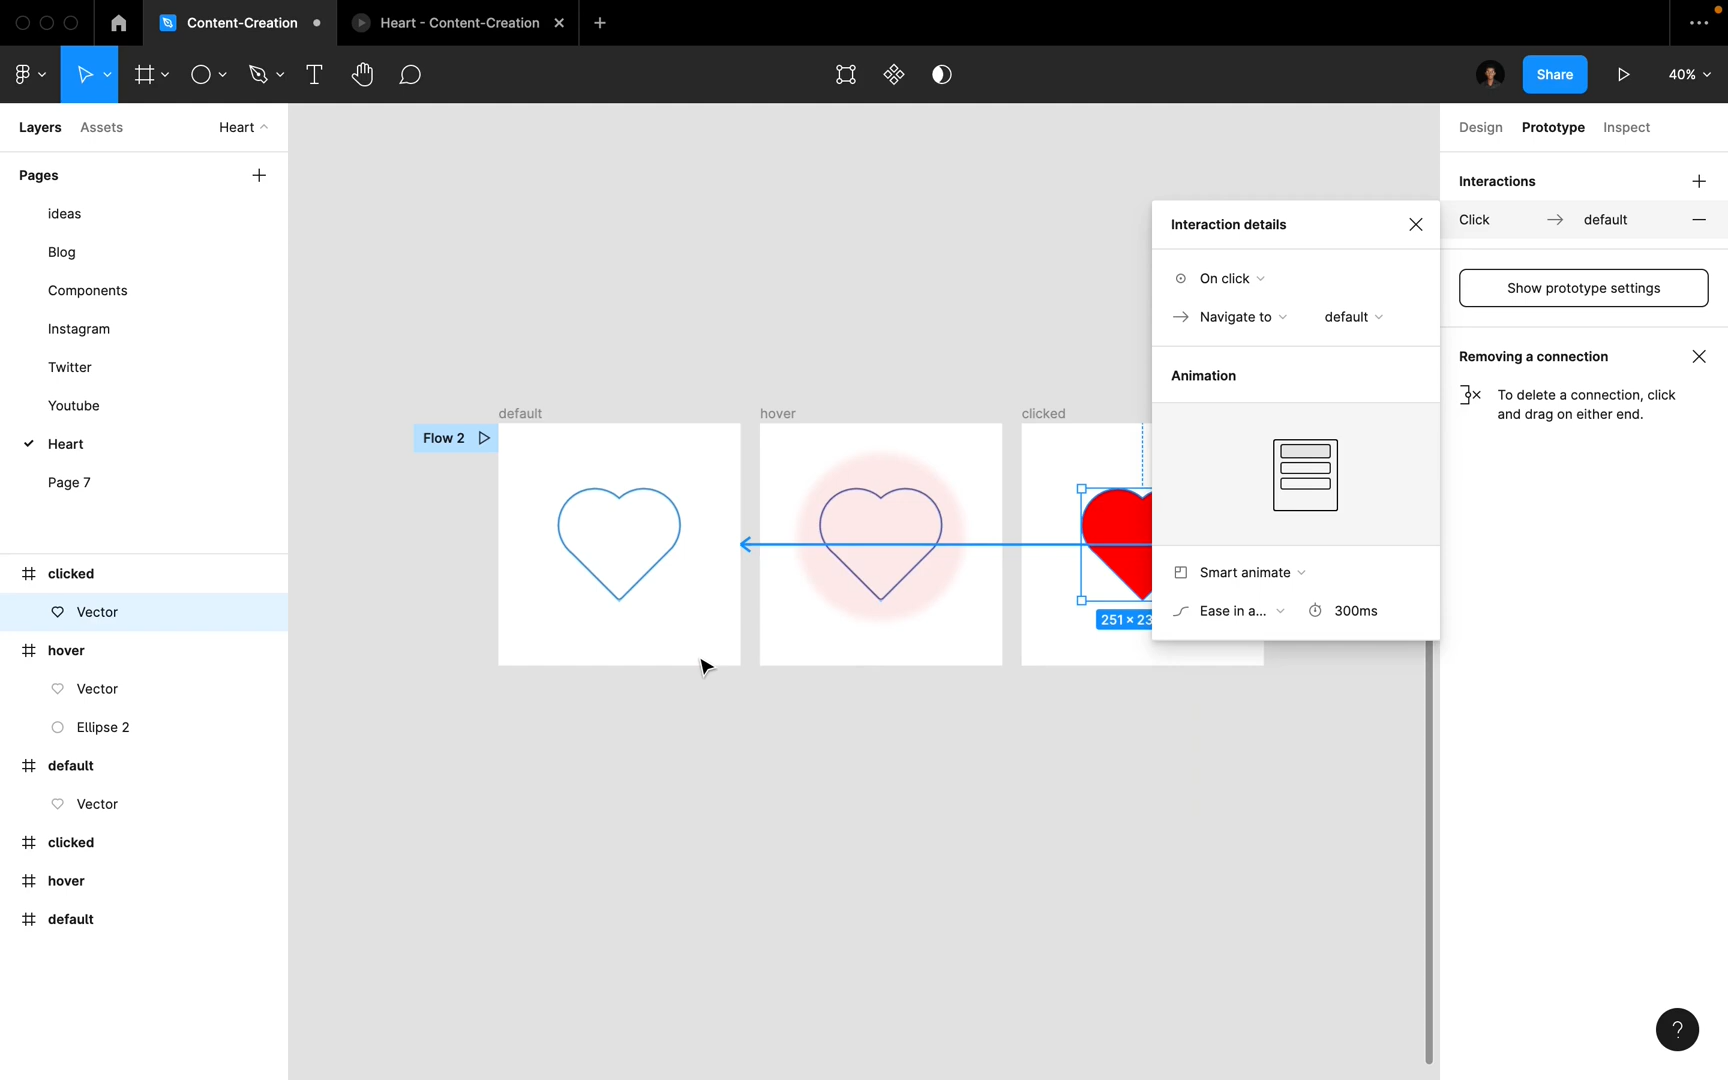 Content-Creation
Heart - Content-Creation
Share
40%
Layers
Assets
Heart
Pages
ideas
Blog
Components
Instagram
Twitter
Youtube
Heart
Page 7
clicked
Vector
hover
Vector
Ellipse 2
default
Vector
clicked
hover
default
default
hover
clicked
Flow 2
251 × 23
Interaction details
On click
Navigate to
default
Animation
Smart animate
Ease in a...
300ms
Design
Prototype
Inspect
Interactions
Click
default
Show prototype settings
Removing a connection
To delete a connection, click
and drag on either end.
?